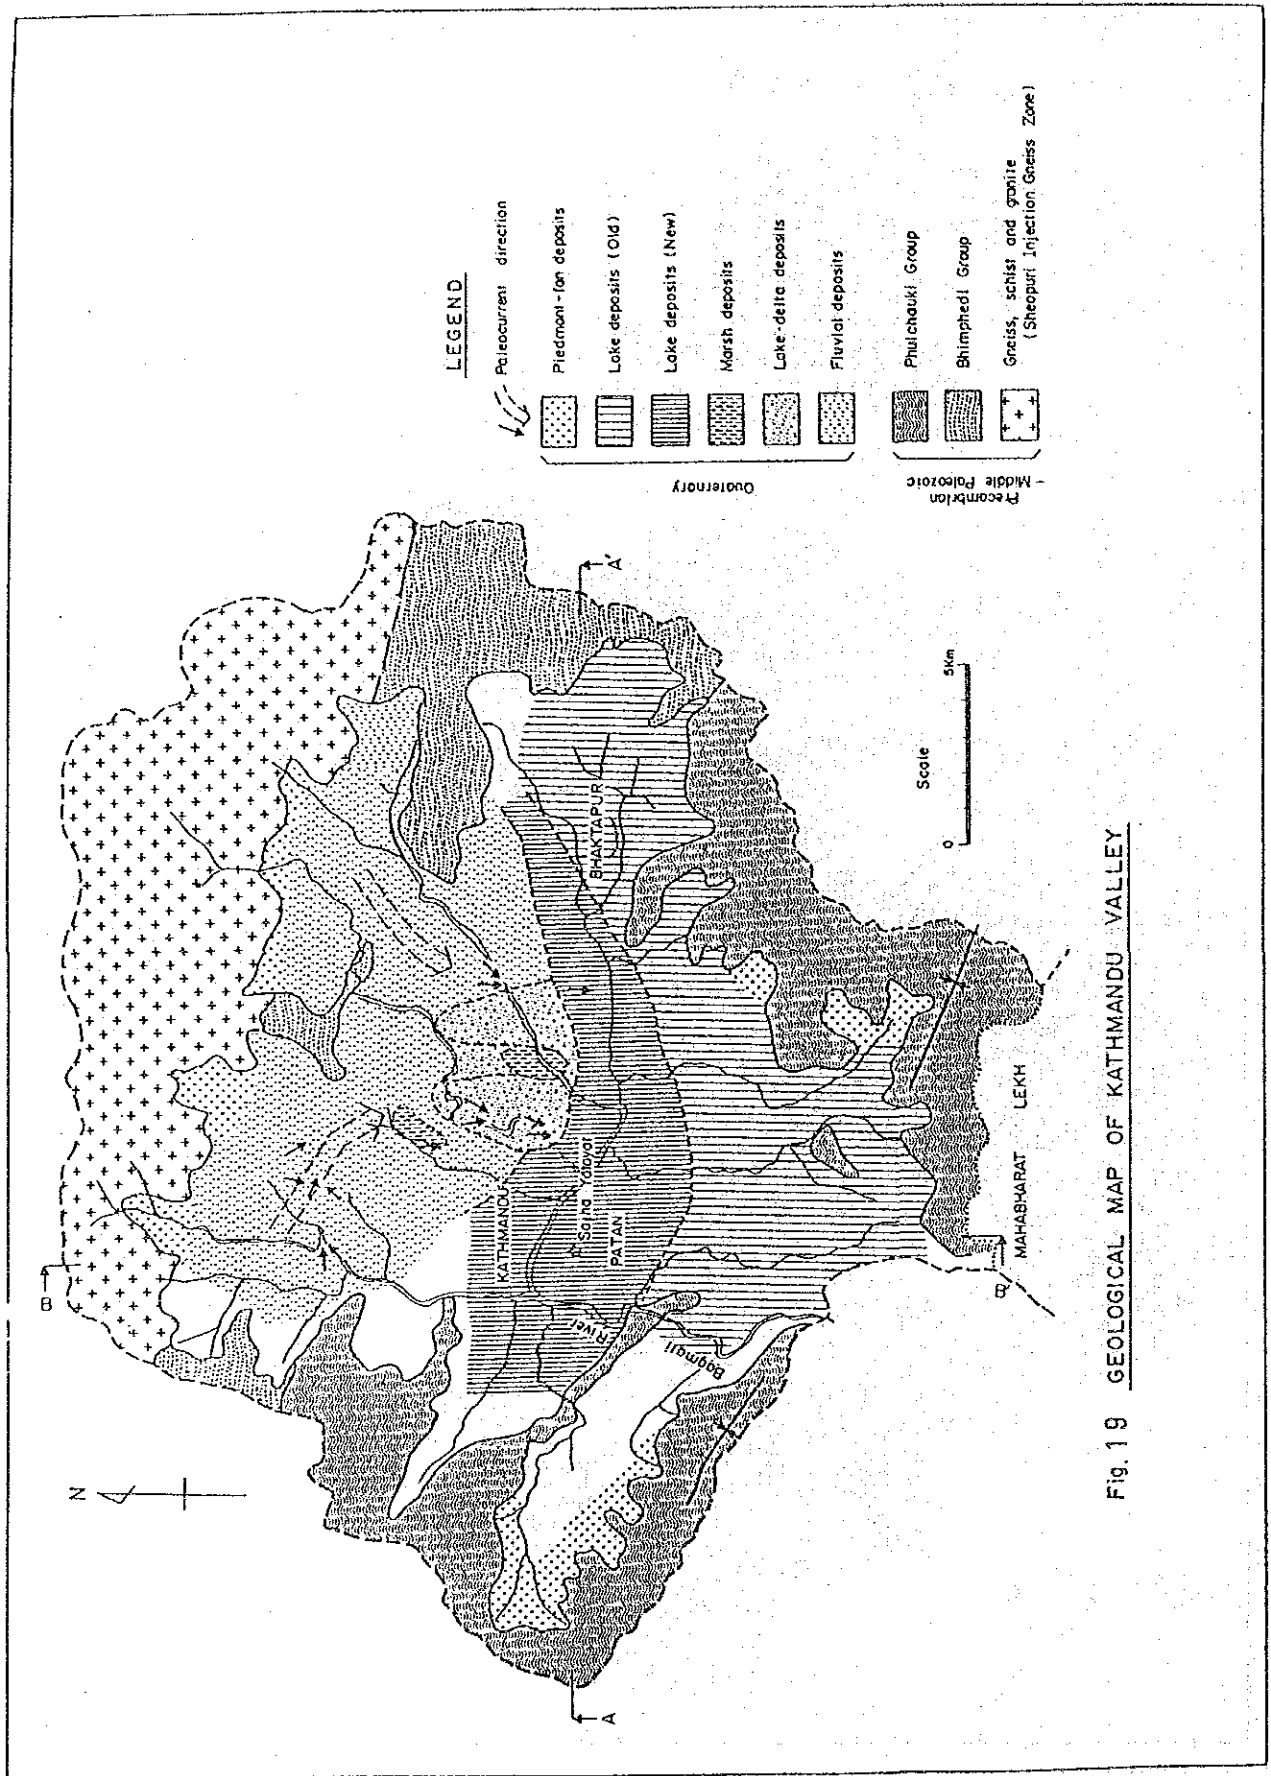 N
B
KATHMANDU
Sajha Yatayat
PATAN
BHAKTAPUR
Bagmati
River
A
A'
B'
MAHABHARAT LEKH
Scale
0
5Km
LEGEND
Paleocurrent direction
Quaternary
Piedmont-fan deposits
Lake deposits (Old)
Lake deposits (New)
Marsh deposits
Lake-delta deposits
Fluvial deposits
Precambrian
- Middle Paleozoic
Phulchauki Group
Bhimphedi Group
Gneiss, schist and granite
(Sheopuri Injection Gneiss Zone)
Fig. 19 GEOLOGICAL MAP OF KATHMANDU VALLEY